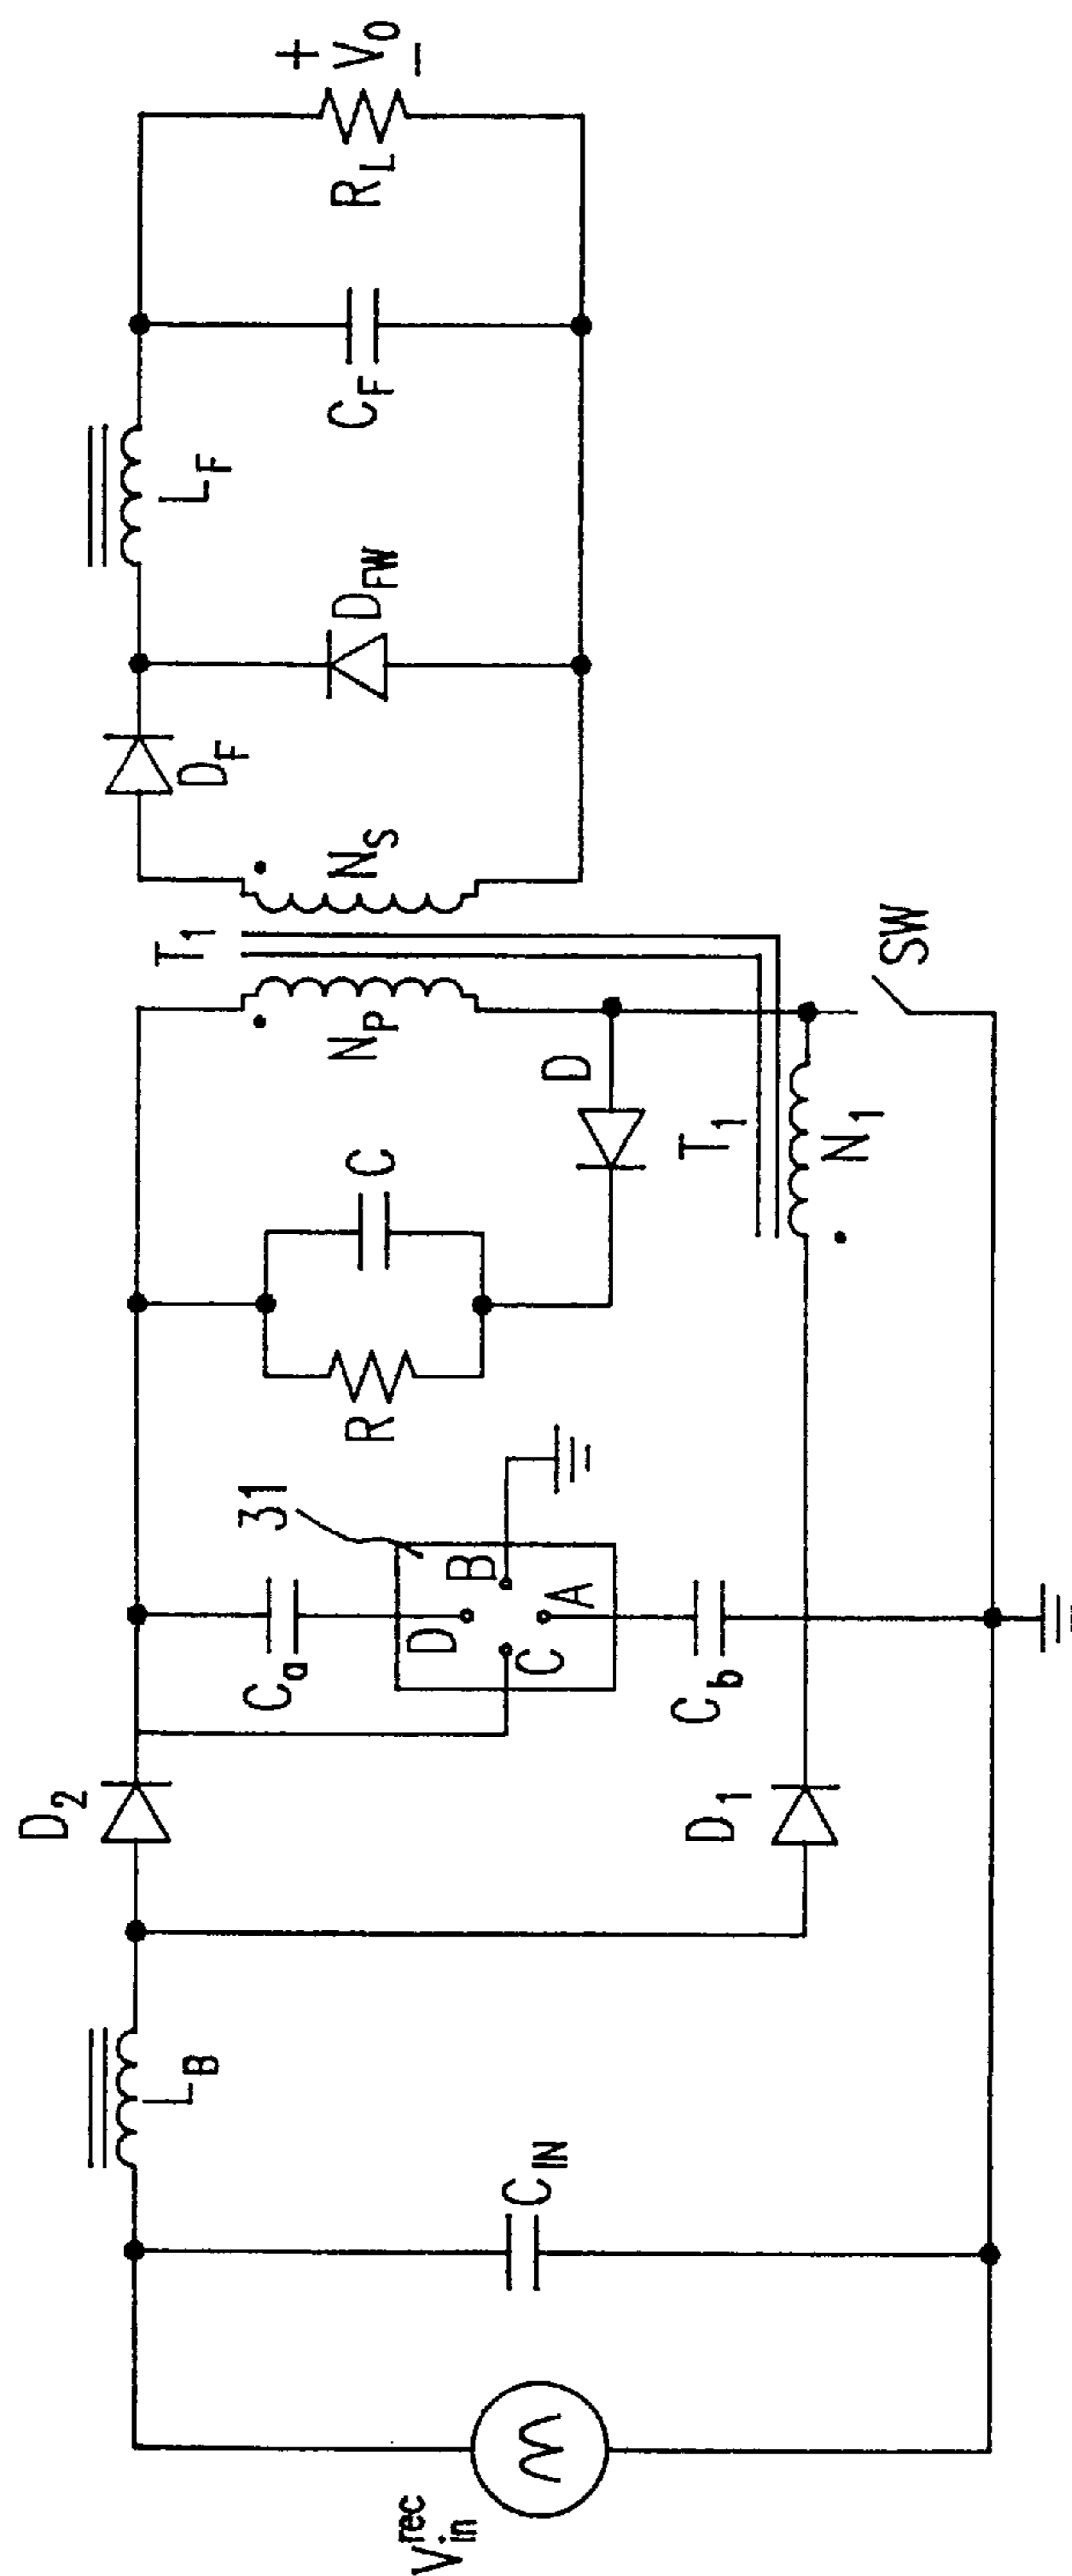 V_in^rec
C_IN
L_B
D_2
D_1
C_a
31
D
B
C
A
C_b
R
C
D
T_1
N_P
N_S
T_1
N_1
SW
D_F
D_FW
L_F
C_F
R_L
+
V_O
−